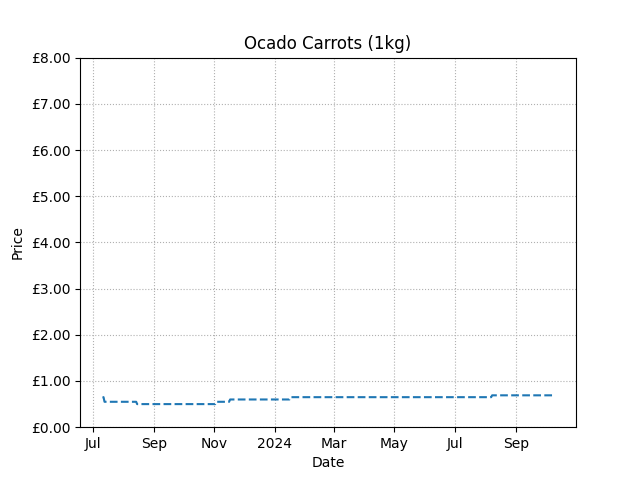 Ocado Carrots (1kg)
£8.00
£7.00
£6.00
£5.00
£4.00
£3.00
£2.00
£1.00
£0.00
Price
Jul Sep Nov 2024 Mar May Jul Sep
Date